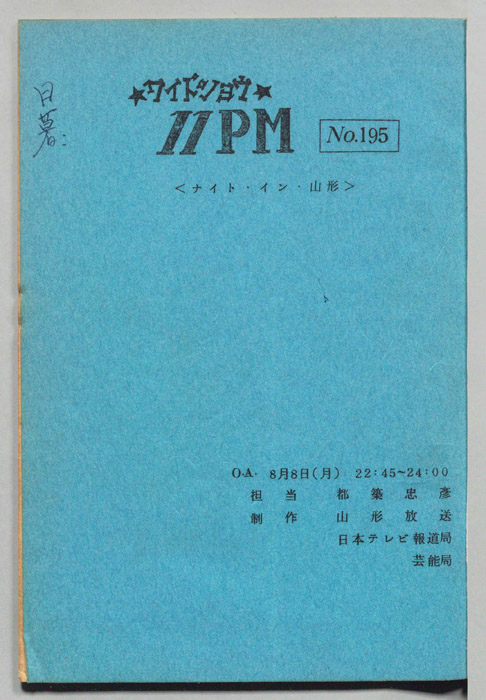 ★ワイドショウ★
11PM No.195
<ナイト・イン・山形>
O.A. 8月8日(月) 22:45~24:00
担当 都築忠彦
制作 山形放送
日本テレビ報道局
芸能局